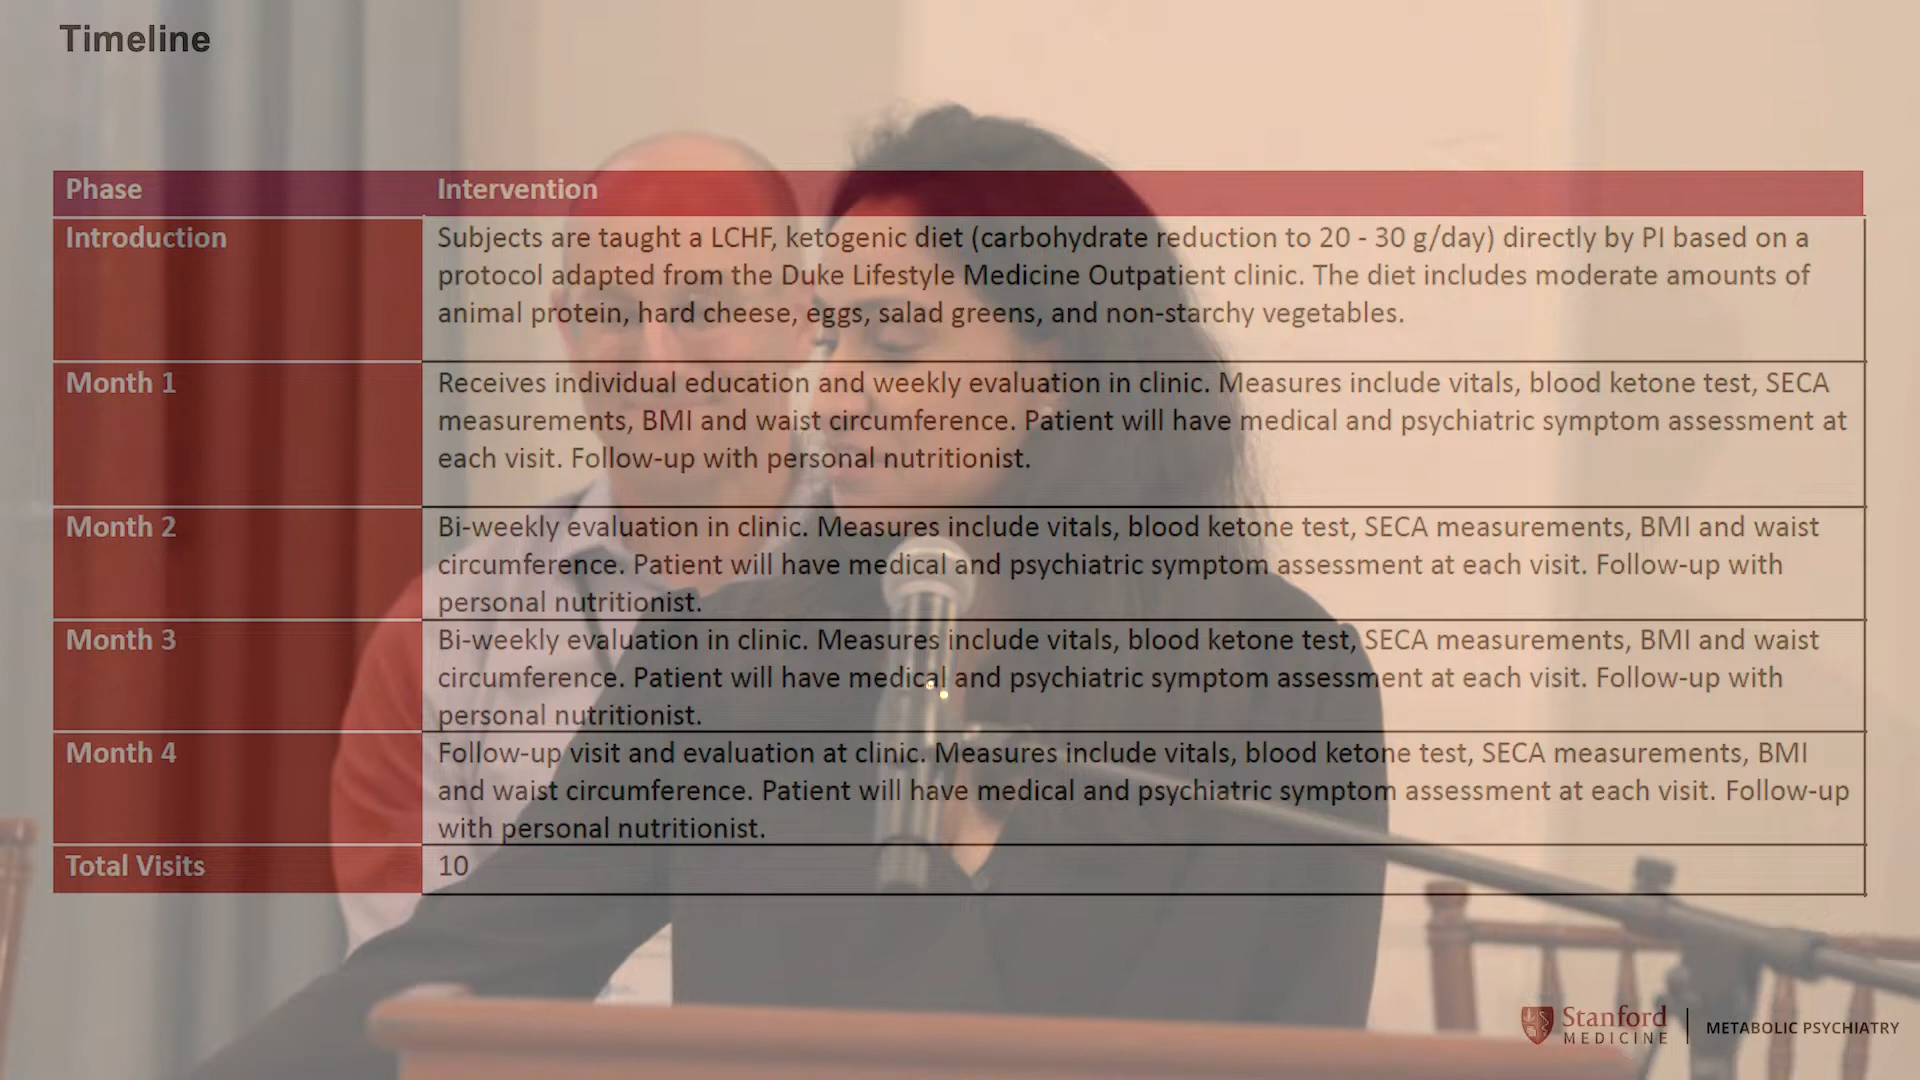 Timeline
Phase Intervention
Introduction Subjects are taught a LCHF, ketogenic diet (carbohydrate reduction to 20 - 30 g/day) directly by PI based on a
protocol adapted from the Duke Lifestyle Medicine Outpatient clinic. The diet includes moderate amounts of
animal protein, hard cheese, eggs, salad greens, and non-starchy vegetables.
Month 1 Receives individual education and weekly evaluation in clinic. Measures include vitals, blood ketone test, SECA
measurements, BMI and waist circumference. Patient will have medical and psychiatric symptom assessment at
each visit. Follow-up with personal nutritionist.
Month 2 Bi-weekly evaluation in clinic. Measures include vitals, blood ketone test, SECA measurements, BMI and waist
circumference. Patient will have medical and psychiatric symptom assessment at each visit. Follow-up with
personal nutritionist.
Month 3 Bi-weekly evaluation in clinic. Measures include vitals, blood ketone test, SECA measurements, BMI and waist
circumference. Patient will have medical and psychiatric symptom assessment at each visit. Follow-up with
personal nutritionist.
Month 4 Follow-up visit and evaluation at clinic. Measures include vitals, blood ketone test, SECA measurements, BMI
and waist circumference. Patient will have medical and psychiatric symptom assessment at each visit. Follow-up
with personal nutritionist.
Total Visits 10
Stanford
MEDICINE
METABOLIC PSYCHIATRY